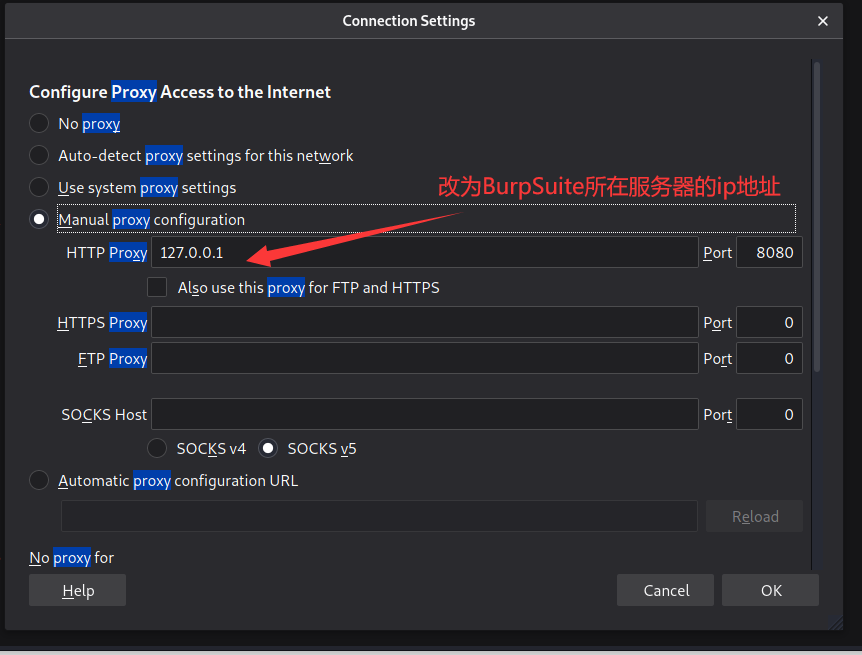 Connection Settings
Configure Proxy Access to the Internet
No proxy
Auto-detect proxy settings for this network
Use system proxy settings
改为BurpSuite所在服务器的ip地址
Manual proxy configuration
HTTP Proxy 127.0.0.1 Port 8080
Also use this proxy for FTP and HTTPS
HTTPS Proxy Port 0
FTP Proxy Port 0
SOCKS Host Port 0
SOCKS v4 SOCKS v5
Automatic proxy configuration URL
Reload
No proxy for
Help Cancel OK